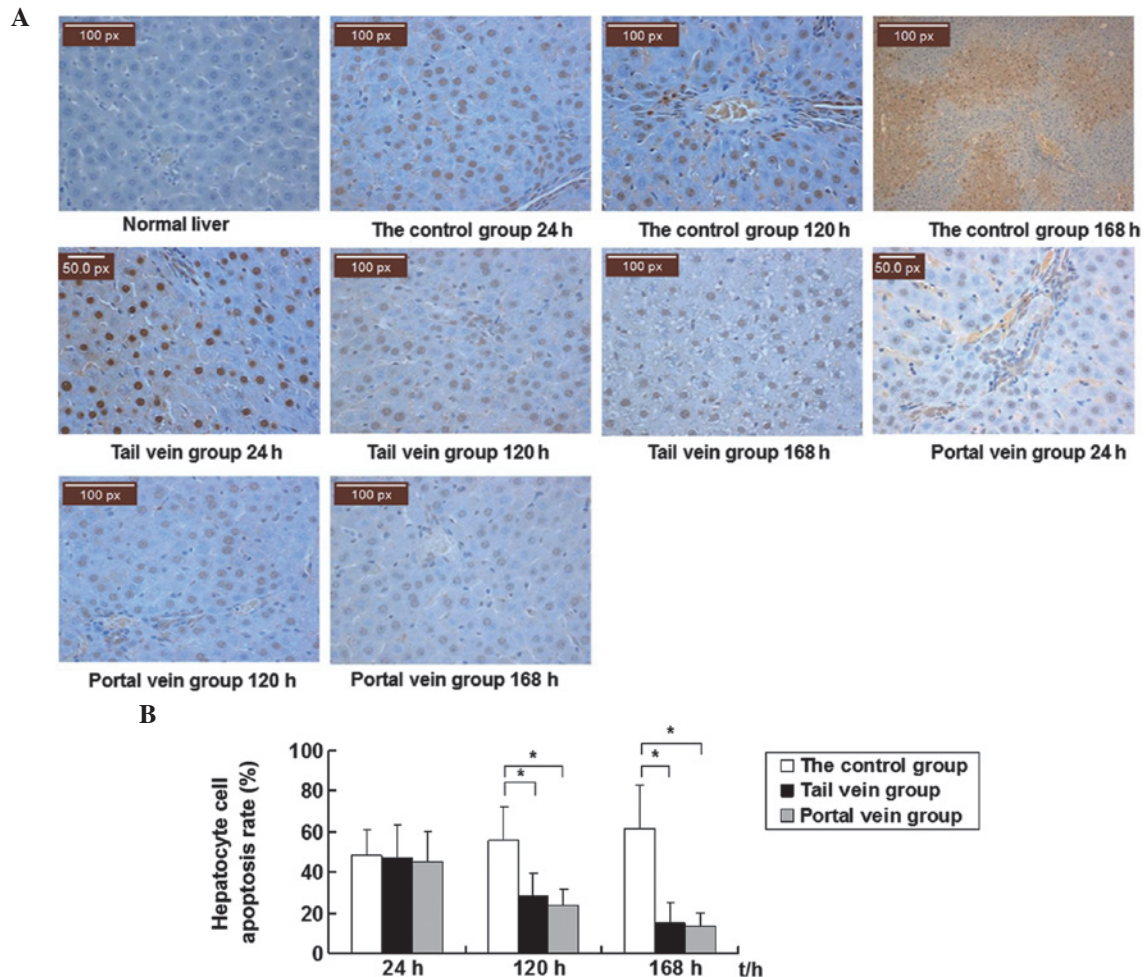 A
100 px
100 px
100 px
100 px
Normal liver
The control group 24 h
The control group 120 h
The control group 168 h
50.0 px
100 px
100 px
50.0 px
Tail vein group 24 h
Tail vein group 120 h
Tail vein group 168 h
Portal vein group 24 h
100 px
100 px
Portal vein group 120 h
Portal vein group 168 h
B
Hepatocyte cell
apoptosis rate (%)
100
80
60
40
20
0
* *
* *
24 h
120 h
168 h
t/h
The control group
Tail vein group
Portal vein group